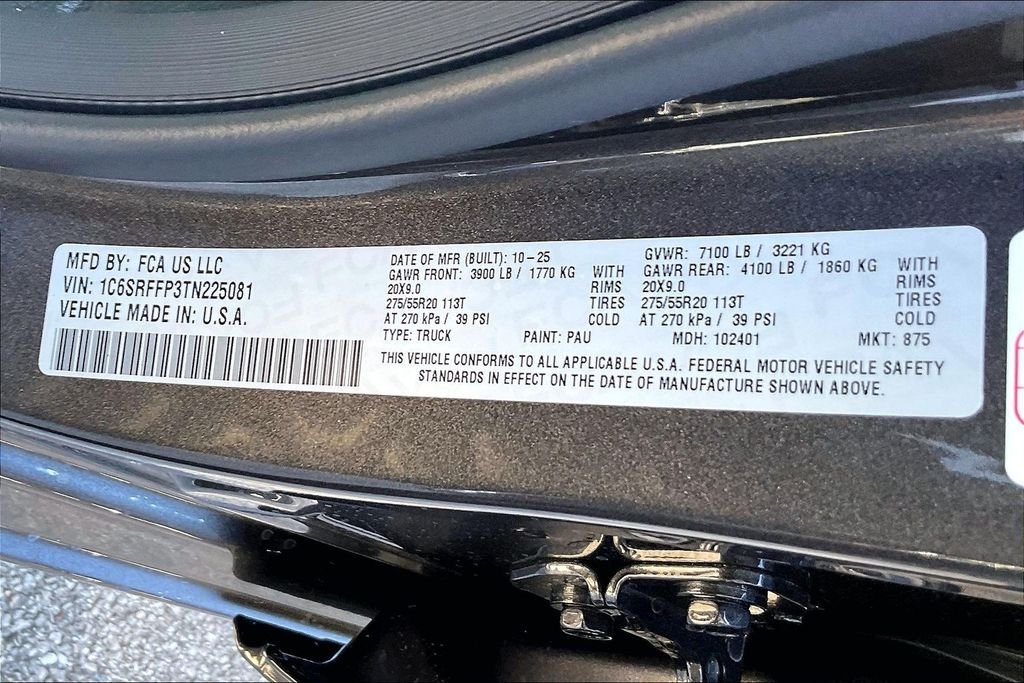 MFD BY: FCA US LLC
VIN: 1C6SRFFP3TN225081
VEHICLE MADE IN: U.S.A.
DATE OF MFR (BUILT): 10-25 GVWR: 7100 LB / 3221 KG
GAWR FRONT: 3900 LB / 1770 KG WITH GAWR REAR: 4100 LB / 1860 KG WITH
20X9.0 RIMS 20X9.0 RIMS
275/55R20 113T TIRES 275/55R20 113T TIRES
AT 270 kPa / 39 PSI COLD AT 270 kPa / 39 PSI COLD
TYPE: TRUCK PAINT: PAU MDH: 102401 MKT: 875
THIS VEHICLE CONFORMS TO ALL APPLICABLE U.S.A. FEDERAL MOTOR VEHICLE SAFETY
STANDARDS IN EFFECT ON THE DATE OF MANUFACTURE SHOWN ABOVE.